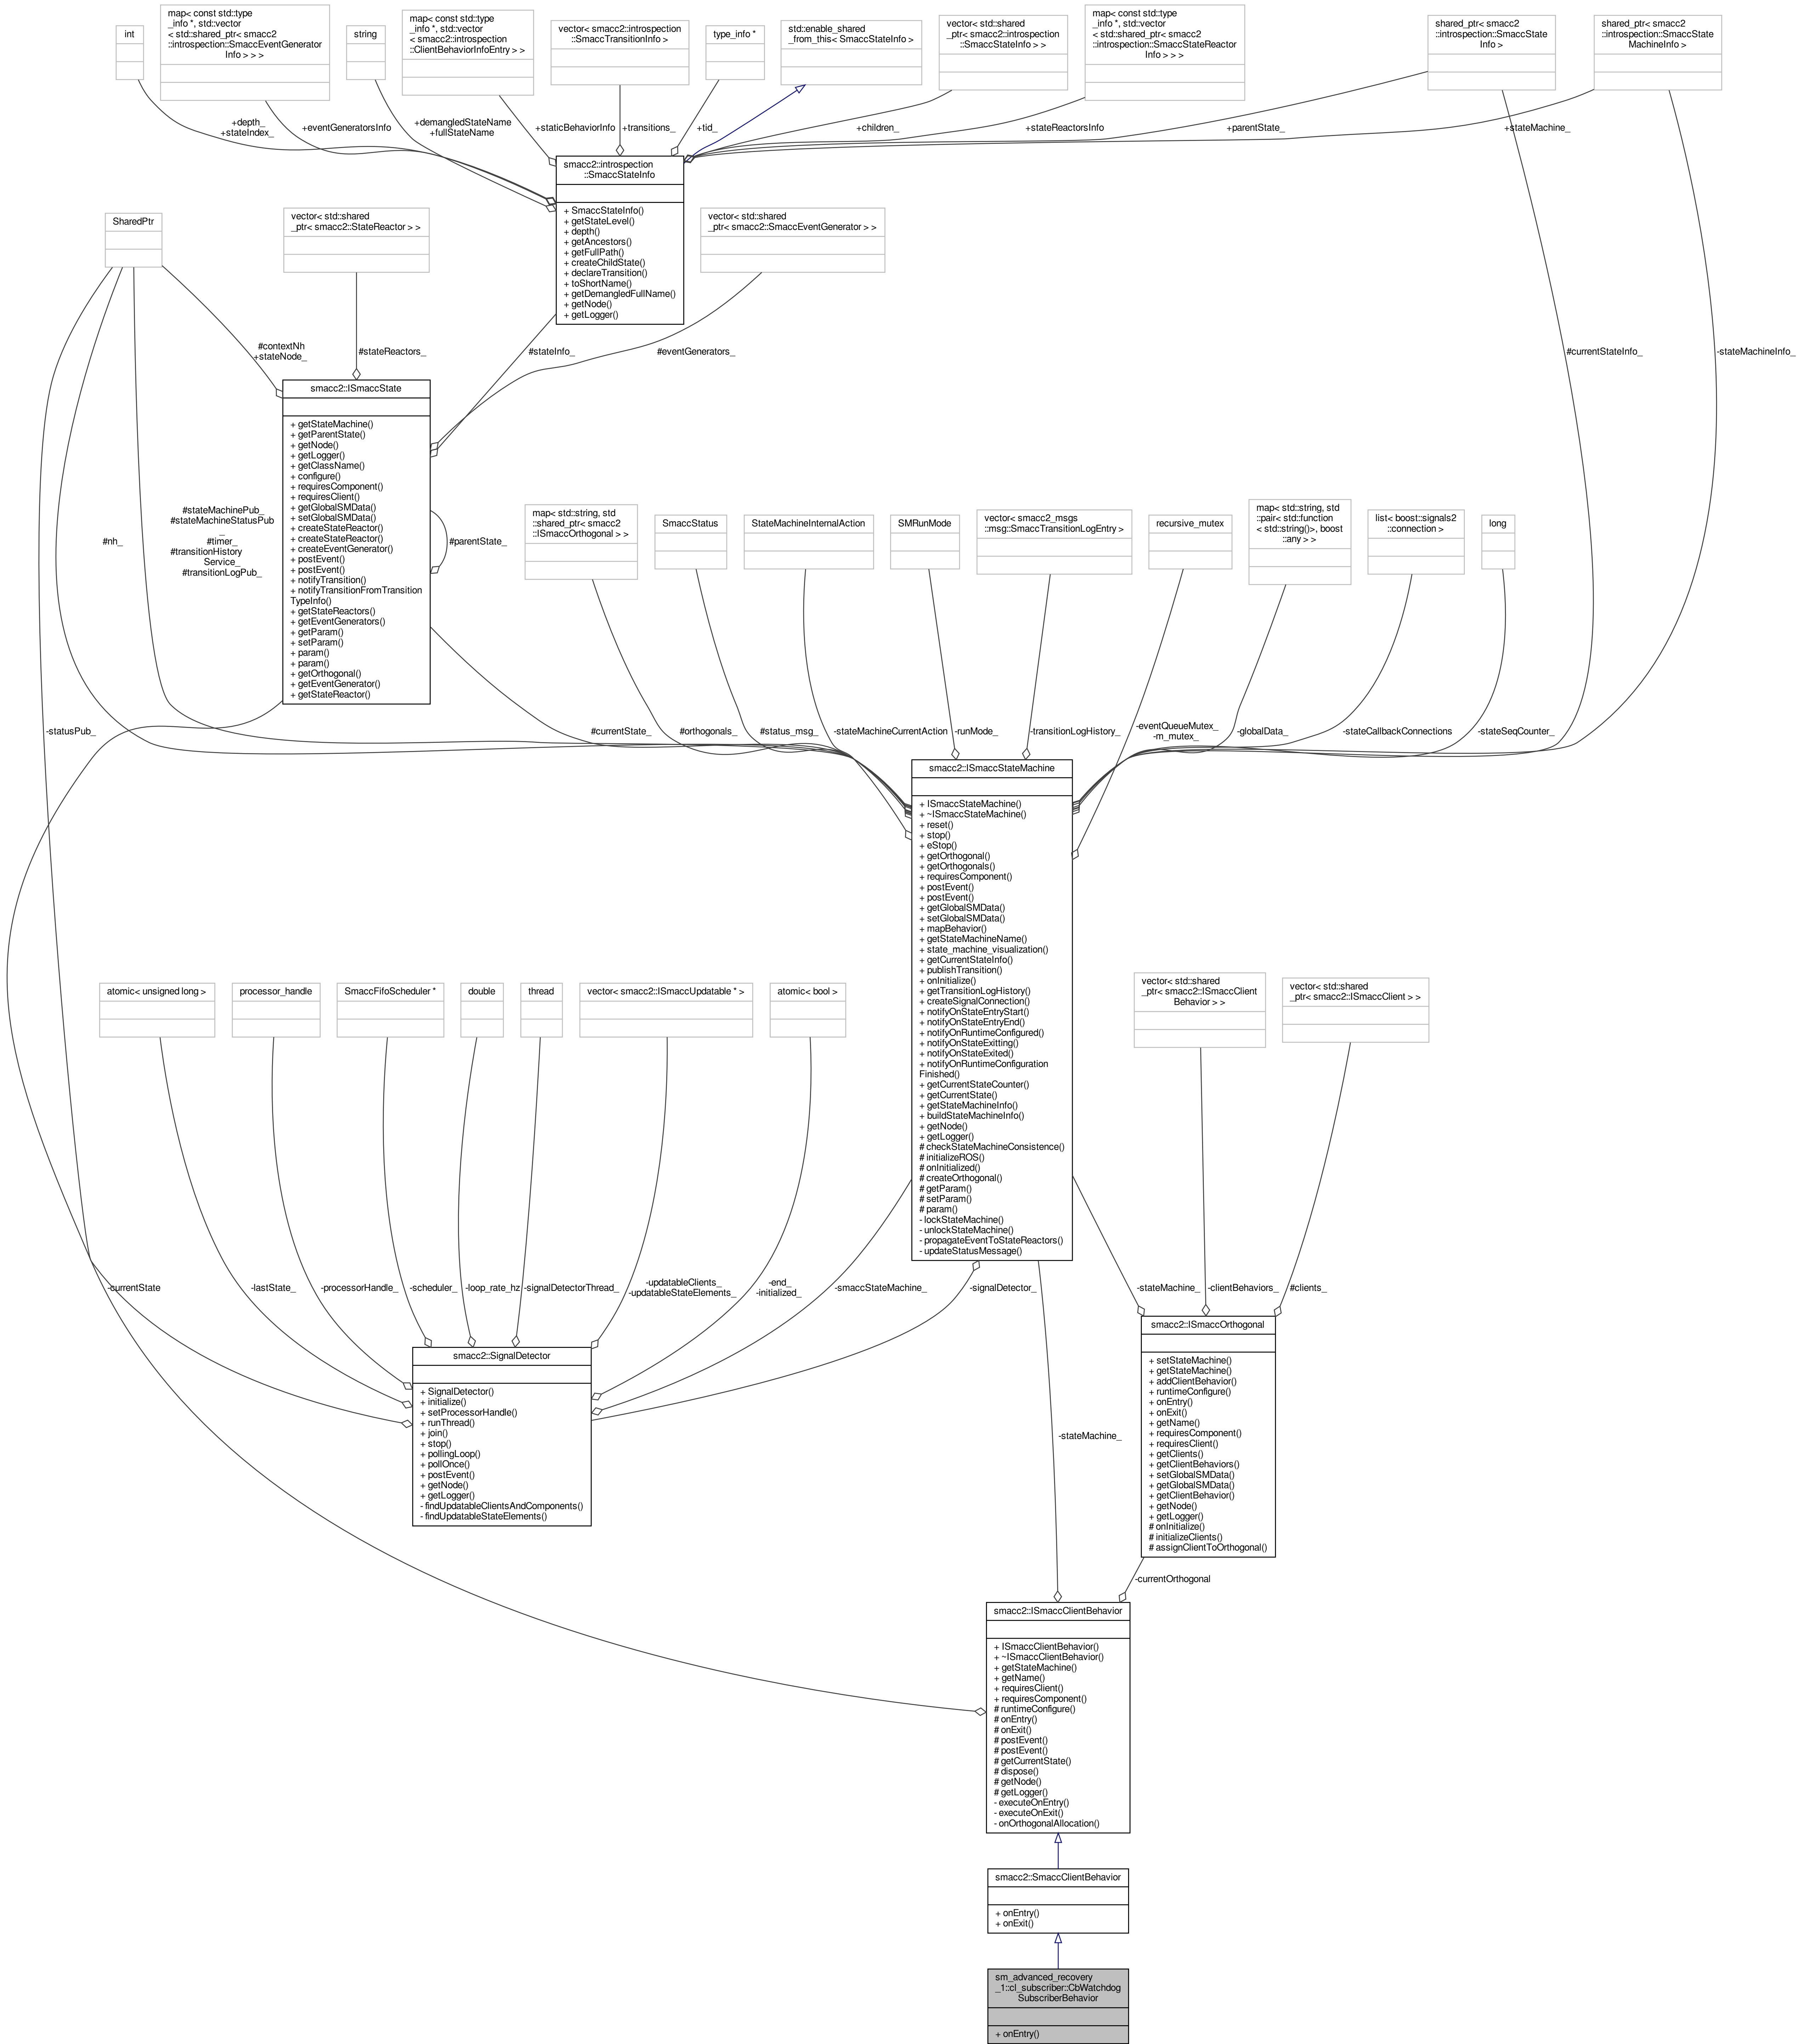 int
map< const std::type
_info *, std::vector
< std::shared_ptr< smacc2
::introspection::SmaccEventGenerator
Info > > >
string
map< const std::type
_info *, std::vector
< smacc2::introspection
::ClientBehaviorInfoEntry > >
vector< smacc2::introspection
::SmaccTransitionInfo >
type_info *
std::enable_shared
_from_this< SmaccStateInfo >
vector< std::shared
_ptr< smacc2::introspection
::SmaccStateInfo > >
map< const std::type
_info *, std::vector
< std::shared_ptr< smacc2
::introspection::SmaccStateReactor
Info > > >
shared_ptr< smacc2
::introspection::SmaccState
Info >
shared_ptr< smacc2
::introspection::SmaccState
MachineInfo >
+depth_
+stateIndex_
+eventGeneratorsInfo
+demangledStateName
+fullStateName
+staticBehaviorInfo
+transitions_
+tid_
+children_
+stateReactorsInfo
+parentState_
+stateMachine_
smacc2::introspection
::SmaccStateInfo
+ SmaccStateInfo()
+ getStateLevel()
+ depth()
+ getAncestors()
+ getFullPath()
+ createChildState()
+ declareTransition()
+ toShortName()
+ getDemangledFullName()
+ getNode()
+ getLogger()
SharedPtr
vector< std::shared
_ptr< smacc2::StateReactor > >
vector< std::shared
_ptr< smacc2::SmaccEventGenerator > >
#contextNh
+stateNode_
#stateReactors_
#stateInfo_
#eventGenerators_
#currentStateInfo_
-stateMachineInfo_
smacc2::ISmaccState
+ getStateMachine()
+ getParentState()
+ getNode()
+ getLogger()
+ getClassName()
+ configure()
+ requiresComponent()
+ requiresClient()
+ getGlobalSMData()
+ setGlobalSMData()
+ createStateReactor()
+ createStateReactor()
+ createEventGenerator()
+ postEvent()
+ postEvent()
+ notifyTransition()
+ notifyTransitionFromTransition
TypeInfo()
+ getStateReactors()
+ getEventGenerators()
+ getParam()
+ setParam()
+ param()
+ param()
+ getOrthogonal()
+ getEventGenerator()
+ getStateReactor()
#parentState_
#nh_
#stateMachinePub_
#stateMachineStatusPub
_
#timer_
#transitionHistory
Service_
#transitionLogPub_
map< std::string, std
::shared_ptr< smacc2
::ISmaccOrthogonal > >
SmaccStatus
StateMachineInternalAction
SMRunMode
vector< smacc2_msgs
::msg::SmaccTransitionLogEntry >
recursive_mutex
map< std::string, std
::pair< std::function
< std::string()>, boost
::any > >
list< boost::signals2
::connection >
long
-statusPub_
#currentState_
#orthogonals_
#status_msg_
-stateMachineCurrentAction
-runMode_
-transitionLogHistory_
-eventQueueMutex_
-m_mutex_
-globalData_
-stateCallbackConnections
-stateSeqCounter_
smacc2::ISmaccStateMachine
+ ISmaccStateMachine()
+ ~ISmaccStateMachine()
+ reset()
+ stop()
+ eStop()
+ getOrthogonal()
+ getOrthogonals()
+ requiresComponent()
+ postEvent()
+ postEvent()
+ getGlobalSMData()
+ setGlobalSMData()
+ mapBehavior()
+ getStateMachineName()
+ state_machine_visualization()
+ getCurrentStateInfo()
+ publishTransition()
+ onInitialize()
+ getTransitionLogHistory()
+ createSignalConnection()
+ notifyOnStateEntryStart()
+ notifyOnStateEntryEnd()
+ notifyOnRuntimeConfigured()
+ notifyOnStateExitting()
+ notifyOnStateExited()
+ notifyOnRuntimeConfiguration
Finished()
+ getCurrentStateCounter()
+ getCurrentState()
+ getStateMachineInfo()
+ buildStateMachineInfo()
+ getNode()
+ getLogger()
# checkStateMachineConsistence()
# initializeROS()
# onInitialized()
# createOrthogonal()
# getParam()
# setParam()
# param()
- lockStateMachine()
- unlockStateMachine()
- propagateEventToStateReactors()
- updateStatusMessage()
atomic< unsigned long >
processor_handle
SmaccFifoScheduler *
double
thread
vector< smacc2::ISmaccUpdatable * >
atomic< bool >
vector< std::shared
_ptr< smacc2::ISmaccClient
Behavior > >
vector< std::shared
_ptr< smacc2::ISmaccClient > >
-currentState
-lastState_
-processorHandle_
-scheduler_
-loop_rate_hz
-signalDetectorThread_
-updatableClients_
-updatableStateElements_
-end_
-initialized_
-smaccStateMachine_
-signalDetector_
-stateMachine_
-clientBehaviors_
#clients_
smacc2::SignalDetector
+ SignalDetector()
+ initialize()
+ setProcessorHandle()
+ runThread()
+ join()
+ stop()
+ pollingLoop()
+ pollOnce()
+ postEvent()
+ getNode()
+ getLogger()
- findUpdatableClientsAndComponents()
- findUpdatableStateElements()
smacc2::ISmaccOrthogonal
+ setStateMachine()
+ getStateMachine()
+ addClientBehavior()
+ runtimeConfigure()
+ onEntry()
+ onExit()
+ getName()
+ requiresComponent()
+ requiresClient()
+ getClients()
+ getClientBehaviors()
+ setGlobalSMData()
+ getGlobalSMData()
+ getClientBehavior()
+ getNode()
+ getLogger()
# onInitialize()
# initializeClients()
# assignClientToOrthogonal()
-stateMachine_
-currentOrthogonal
smacc2::ISmaccClientBehavior
+ ISmaccClientBehavior()
+ ~ISmaccClientBehavior()
+ getStateMachine()
+ getName()
+ requiresClient()
+ requiresComponent()
# runtimeConfigure()
# onEntry()
# onExit()
# postEvent()
# postEvent()
# getCurrentState()
# dispose()
# getNode()
# getLogger()
- executeOnEntry()
- executeOnExit()
- onOrthogonalAllocation()
smacc2::SmaccClientBehavior
+ onEntry()
+ onExit()
sm_advanced_recovery
_1::cl_subscriber::CbWatchdog
SubscriberBehavior
+ onEntry()